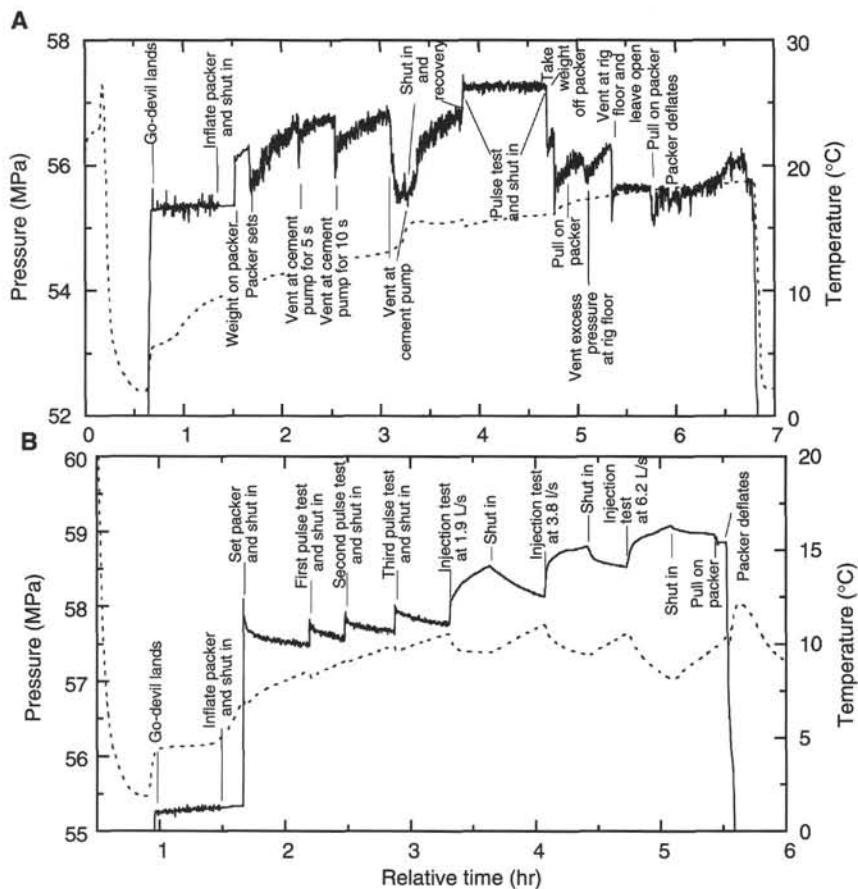 A
58
57
56
55
54
53
52
Pressure (MPa)
Go-devil lands
Inflate packer
and shut in
Weight on packer
Packer sets
Vent at cement
pump for 5 s
Vent at cement
pump for 10 s
Vent at
cement pump
Shut in
and
recovery
Pulse test
and shut in
Take
weight
off packer
Pull on
packer
Vent excess
pressure
at rig floor
Vent at rig
floor and
leave open
Pull on packer
Packer deflates
30
20
10
0
Temperature (°C)
0 1 2 3 4 5 6 7
B
60
59
58
57
56
55
Pressure (MPa)
Go-devil lands
Inflate packer
and shut in
Set packer
and shut in
First pulse test
and shut in
Second pulse test
and shut in
Third pulse test
and shut in
Injection test
at 1.9 L/s
Shut in
Injection test
at 3.8 l/s
Shut in
Injection
test
at 6.2 L/s
Shut in
Pull on
packer
Packer deflates
20
15
10
5
0
Temperature (°C)
1 2 3 4 5 6
Relative time (hr)